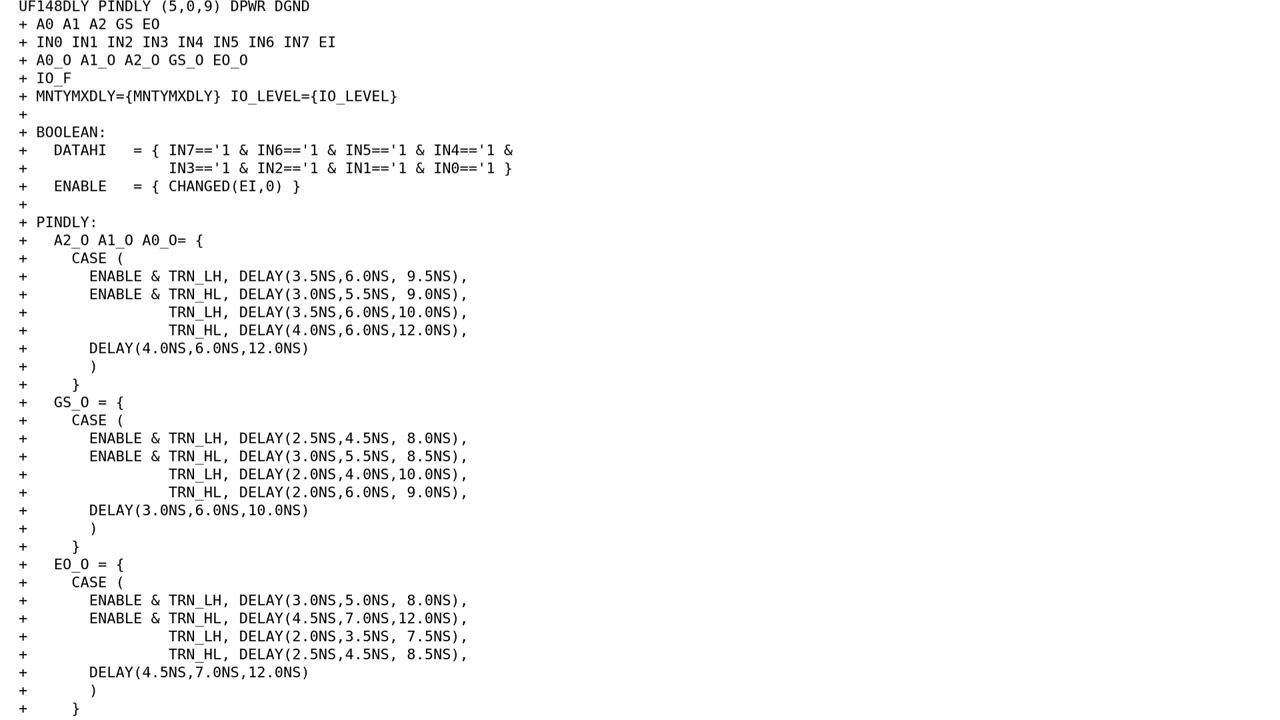 UF148DLY PINDLY (5,0,9) DPWR DGND
+ A0 A1 A2 GS EO
+ IN0 IN1 IN2 IN3 IN4 IN5 IN6 IN7 EI
+ A0_O A1_O A2_O GS_O EO_O
+ IO_F
+ MNTYMXDLY={MNTYMXDLY} IO_LEVEL={IO_LEVEL}
+
+ BOOLEAN:
+   DATAHI   = { IN7=='1 & IN6=='1 & IN5=='1 & IN4=='1 &
+                IN3=='1 & IN2=='1 & IN1=='1 & IN0=='1 }
+   ENABLE   = { CHANGED(EI,0) }
+
+ PINDLY:
+   A2_O A1_O A0_O= {
+     CASE (
+       ENABLE & TRN_LH, DELAY(3.5NS,6.0NS, 9.5NS),
+       ENABLE & TRN_HL, DELAY(3.0NS,5.5NS, 9.0NS),
+                TRN_LH, DELAY(3.5NS,6.0NS,10.0NS),
+                TRN_HL, DELAY(4.0NS,6.0NS,12.0NS),
+       DELAY(4.0NS,6.0NS,12.0NS)
+       )
+     }
+   GS_O = {
+     CASE (
+       ENABLE & TRN_LH, DELAY(2.5NS,4.5NS, 8.0NS),
+       ENABLE & TRN_HL, DELAY(3.0NS,5.5NS, 8.5NS),
+                TRN_LH, DELAY(2.0NS,4.0NS,10.0NS),
+                TRN_HL, DELAY(2.0NS,6.0NS, 9.0NS),
+       DELAY(3.0NS,6.0NS,10.0NS)
+       )
+     }
+   EO_O = {
+     CASE (
+       ENABLE & TRN_LH, DELAY(3.0NS,5.0NS, 8.0NS),
+       ENABLE & TRN_HL, DELAY(4.5NS,7.0NS,12.0NS),
+                TRN_LH, DELAY(2.0NS,3.5NS, 7.5NS),
+                TRN_HL, DELAY(2.5NS,4.5NS, 8.5NS),
+       DELAY(4.5NS,7.0NS,12.0NS)
+       )
+     }